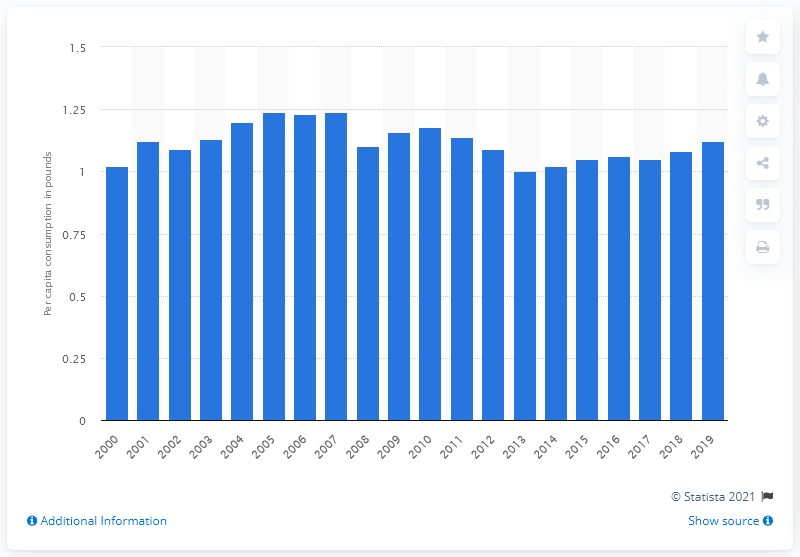 1.5
1.25
1
0.75
0.5
0.25
0
Per capita consumption in pounds
2000 2001 2002 2003 2004 2005 2006 2007 2008 2009 2010 2011 2012 2013 2014 2015 2016 2017 2018 2019
© Statista 2021
Additional Information
Show source